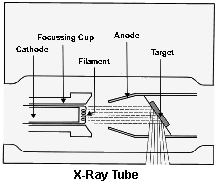 Focussing Cup
Anode
Cathode
Filament
Target
X-Ray Tube